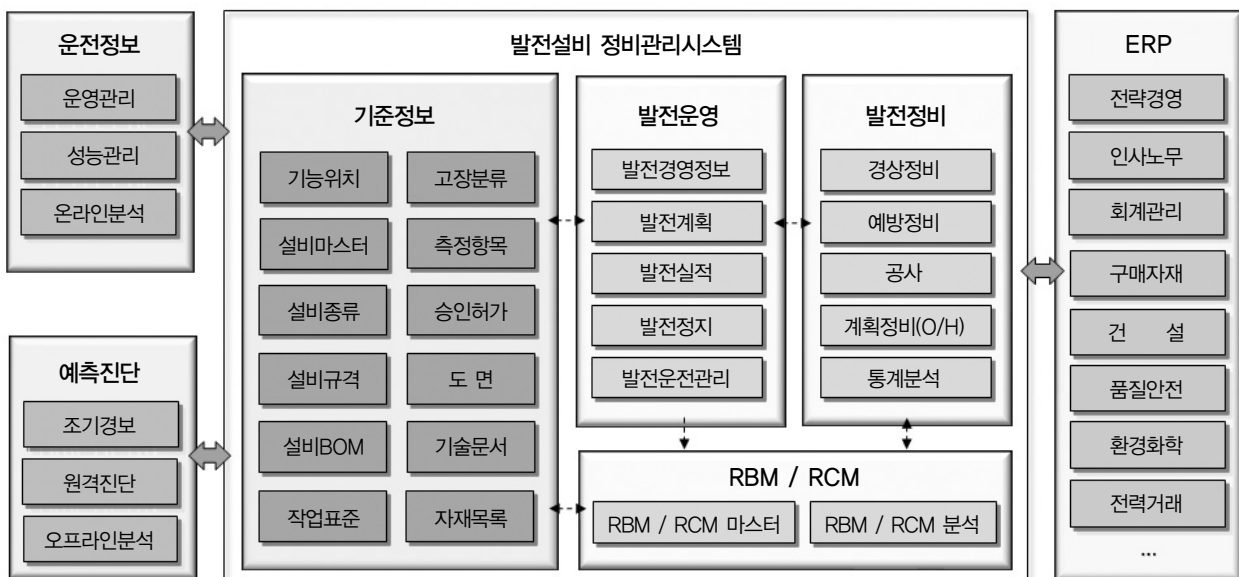 운전정보
운영관리
성능관리
온라인분석
예측진단
조기경보
원격진단
오프라인분석
발전설비 정비관리시스템
기준정보
기능위치
고장분류
설비마스터
측정항목
설비종류
승인허가
설비규격
도 면
설비BOM
기술문서
작업표준
자재목록
발전운영
발전경영정보
발전계획
발전실적
발전정지
발전운전관리
발전정비
경상정비
예방정비
공사
계획정비(O/H)
통계분석
RBM / RCM
RBM / RCM 마스터
RBM / RCM 분석
ERP
전략경영
인사노무
회계관리
구매자재
건 설
품질안전
환경화학
전력거래
...